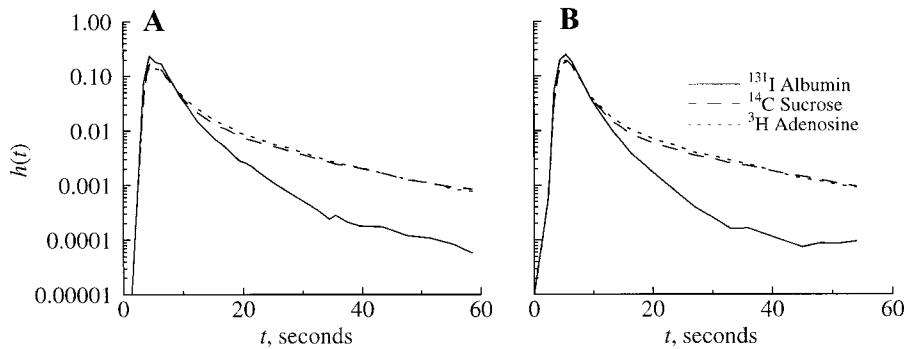 A
1.00
0.10
0.01
0.001
0.0001
0.00001
h(t)
0
20
40
60
t, seconds
B
131I Albumin
14C Sucrose
3H Adenosine
0
20
40
60
t, seconds